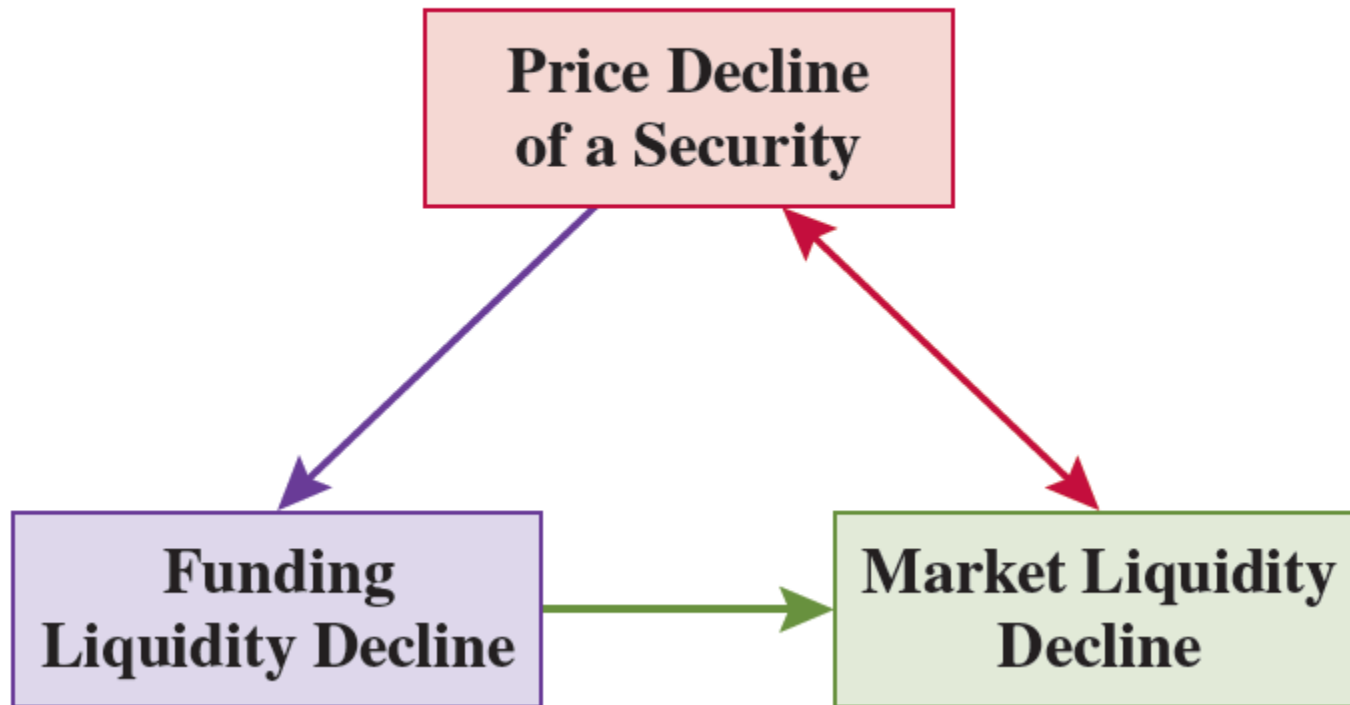 Price Decline
of a Security
Funding
Liquidity Decline
Market Liquidity
Decline